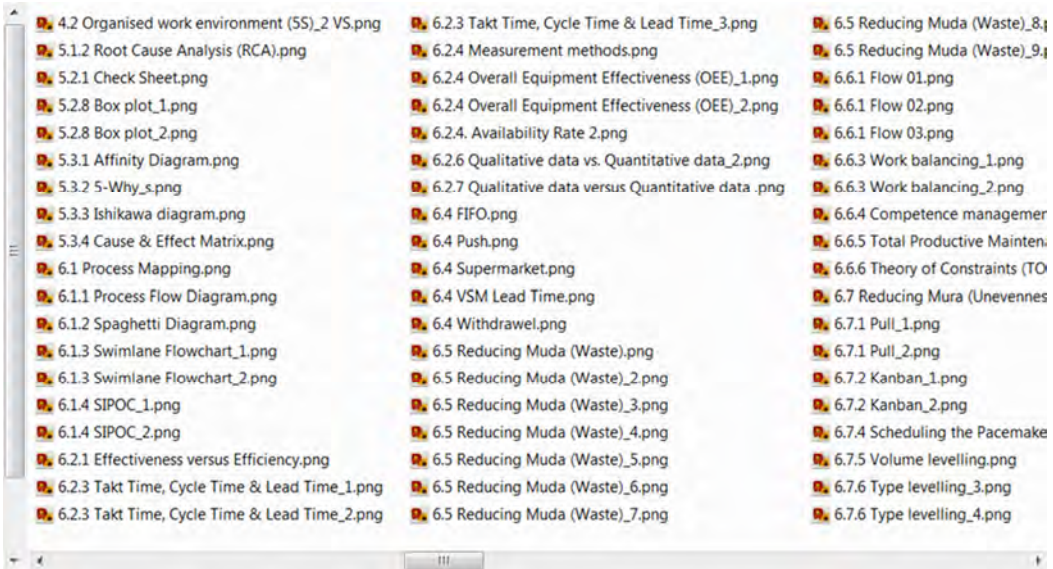 4.2 Organised work environment (5S)_2 VS.png
5.1.2 Root Cause Analysis (RCA).png
5.2.1 Check Sheet.png
5.2.8 Box plot_1.png
5.2.8 Box plot_2.png
5.3.1 Affinity Diagram.png
5.3.2 5-Why_s.png
5.3.3 Ishikawa diagram.png
5.3.4 Cause & Effect Matrix.png
6.1 Process Mapping.png
6.1.1 Process Flow Diagram.png
6.1.2 Spaghetti Diagram.png
6.1.3 Swimlane Flowchart_1.png
6.1.3 Swimlane Flowchart_2.png
6.1.4 SIPOC_1.png
6.1.4 SIPOC_2.png
6.2.1 Effectiveness versus Efficiency.png
6.2.3 Takt Time, Cycle Time & Lead Time_1.png
6.2.3 Takt Time, Cycle Time & Lead Time_2.png
6.2.3 Takt Time, Cycle Time & Lead Time_3.png
6.2.4 Measurement methods.png
6.2.4 Overall Equipment Effectiveness (OEE)_1.png
6.2.4 Overall Equipment Effectiveness (OEE)_2.png
6.2.4. Availability Rate 2.png
6.2.6 Qualitative data vs. Quantitative data_2.png
6.2.7 Qualitative data versus Quantitative data .png
6.4 FIFO.png
6.4 Push.png
6.4 Supermarket.png
6.4 VSM Lead Time.png
6.4 Withdrawel.png
6.5 Reducing Muda (Waste).png
6.5 Reducing Muda (Waste)_2.png
6.5 Reducing Muda (Waste)_3.png
6.5 Reducing Muda (Waste)_4.png
6.5 Reducing Muda (Waste)_5.png
6.5 Reducing Muda (Waste)_6.png
6.5 Reducing Muda (Waste)_7.png
6.5 Reducing Muda (Waste)_8.p
6.5 Reducing Muda (Waste)_9.p
6.6.1 Flow 01.png
6.6.1 Flow 02.png
6.6.1 Flow 03.png
6.6.3 Work balancing_1.png
6.6.3 Work balancing_2.png
6.6.4 Competence managemen
6.6.5 Total Productive Maintena
6.6.6 Theory of Constraints (TO
6.7 Reducing Mura (Unevennes
6.7.1 Pull_1.png
6.7.1 Pull_2.png
6.7.2 Kanban_1.png
6.7.2 Kanban_2.png
6.7.4 Scheduling the Pacemake
6.7.5 Volume levelling.png
6.7.6 Type levelling_3.png
6.7.6 Type levelling_4.png